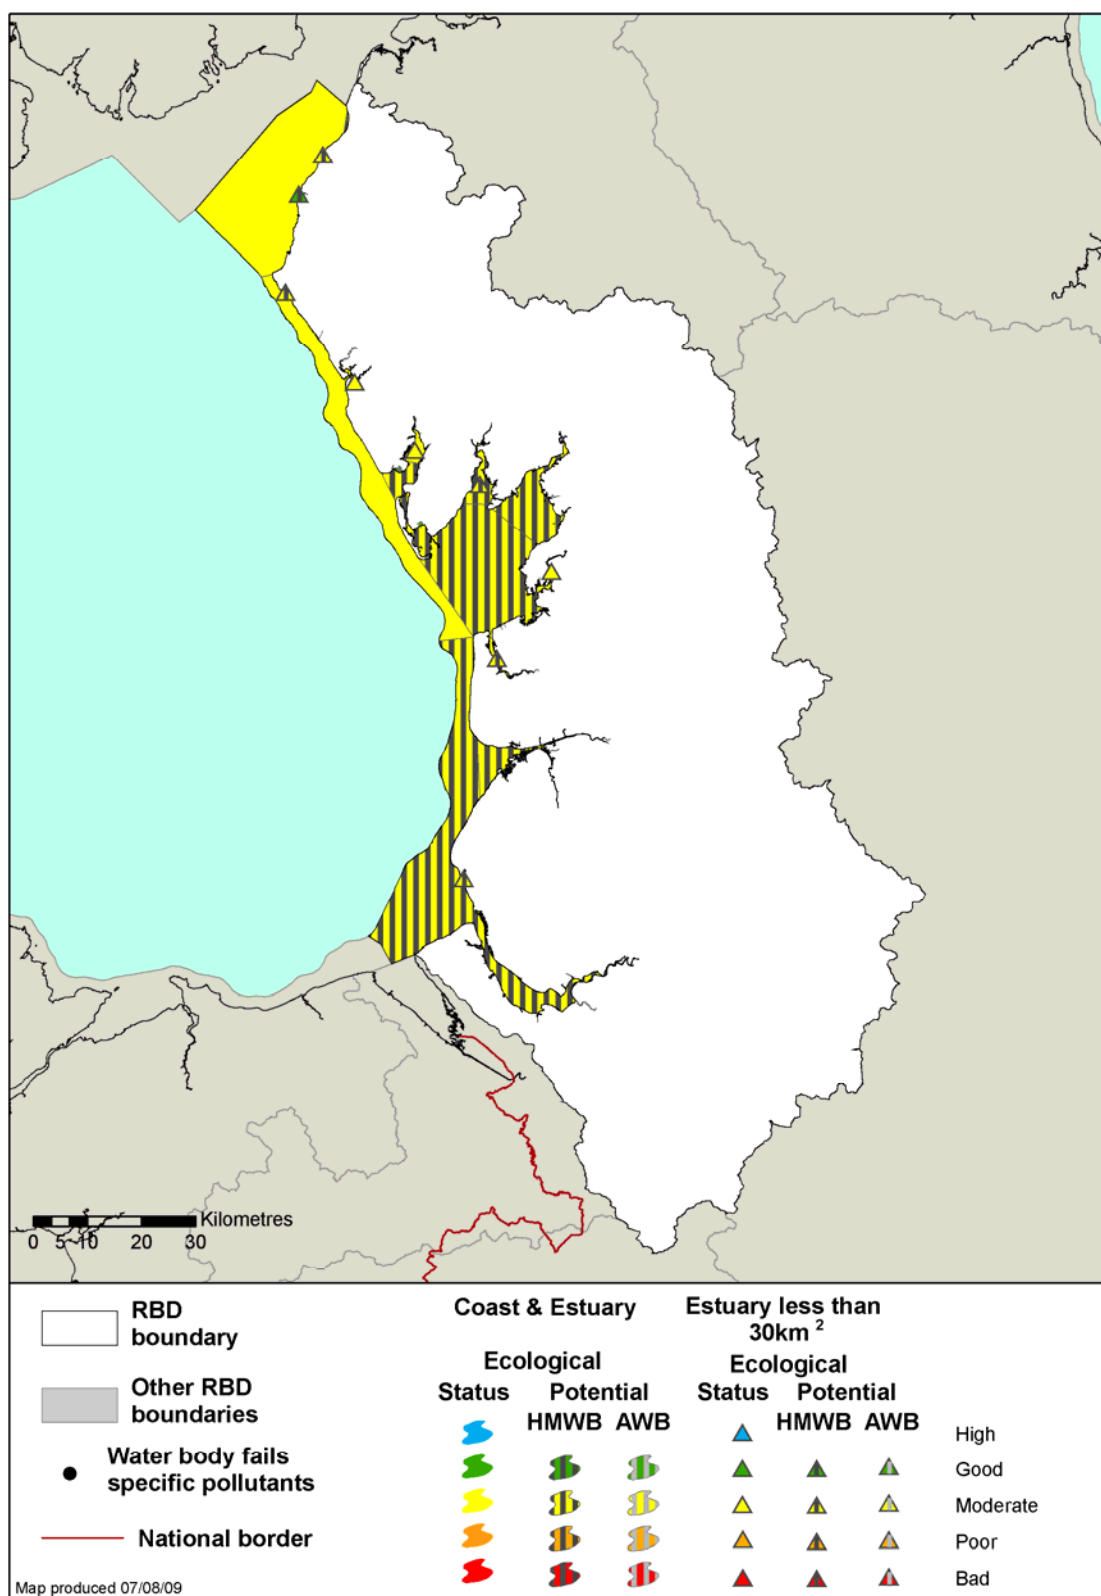 Kilometres
0 5 10 20 30
RBD
boundary
Other RBD
boundaries
Water body fails
specific pollutants
National border
Map produced 07/08/09
Coast & Estuary
Ecological
Status Potential
HMWB AWB
Estuary less than
30km 2
Ecological
Status Potential
HMWB AWB
High
Good
Moderate
Poor
Bad